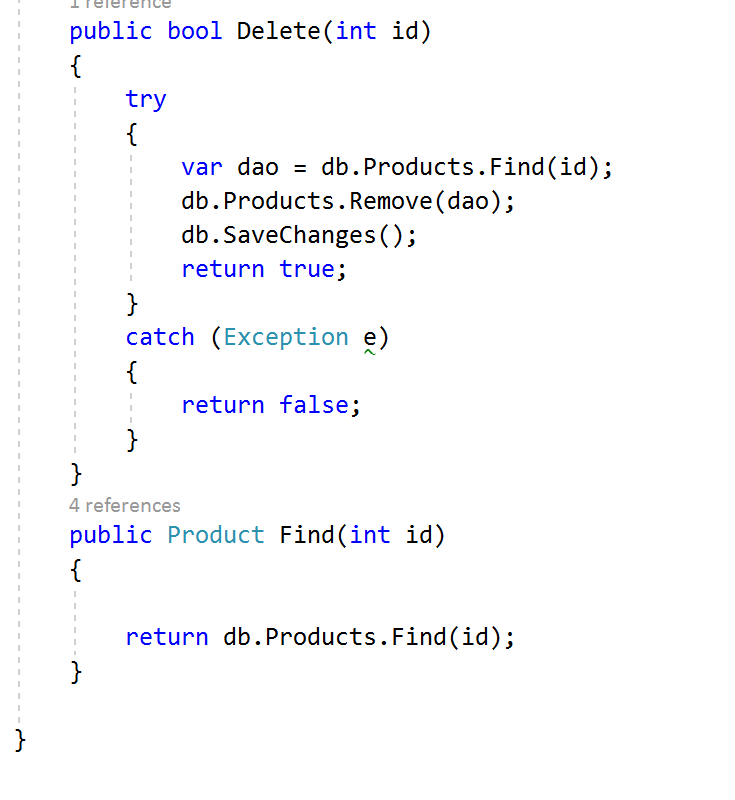 1 reference
public bool Delete(int id)
{
try
{
var dao = db.Products.Find(id);
db.Products.Remove(dao);
db.SaveChanges();
return true;
}
catch (Exception e)
{
return false;
}
}
4 references
public Product Find(int id)
{
return db.Products.Find(id);
}
}